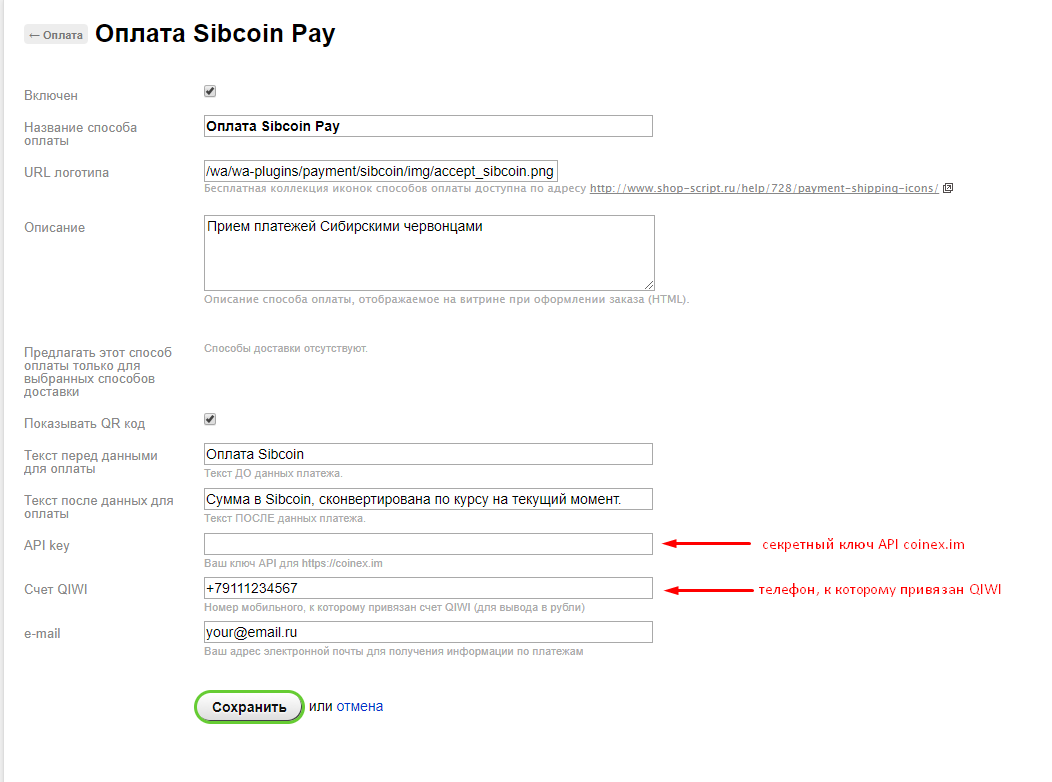 ← Оплата Оплата Sibcoin Pay
Включен
Название способа
оплаты
Оплата Sibcoin Pay
URL логотипа
/wa/wa-plugins/payment/sibcoin/img/accept_sibcoin.png
Бесплатная коллекция иконок способов оплаты доступна по адресу http://www.shop-script.ru/help/728/payment-shipping-icons/
Описание
Прием платежей Сибирскими червонцами
Описание способа оплаты, отображаемое на витрине при оформлении заказа (HTML).
Предлагать этот способ
оплаты только для
выбранных способов
доставки
Способы доставки отсутствуют.
Показывать QR код
Текст перед данными
для оплаты
Оплата Sibcoin
Текст ДО данных платежа.
Текст после данных для
оплаты
Сумма в Sibcoin, сконвертирована по курсу на текущий момент.
Текст ПОСЛЕ данных платежа.
API key
секретный ключ API coinex.im
Ваш ключ API для https://coinex.im
Счет QIWI
+79111234567
телефон, к которому привязан QIWI
Номер мобильного, к которому привязан счет QIWI (для вывода в рубли)
e-mail
your@email.ru
Ваш адрес электронной почты для получения информации по платежам
Сохранить или отмена